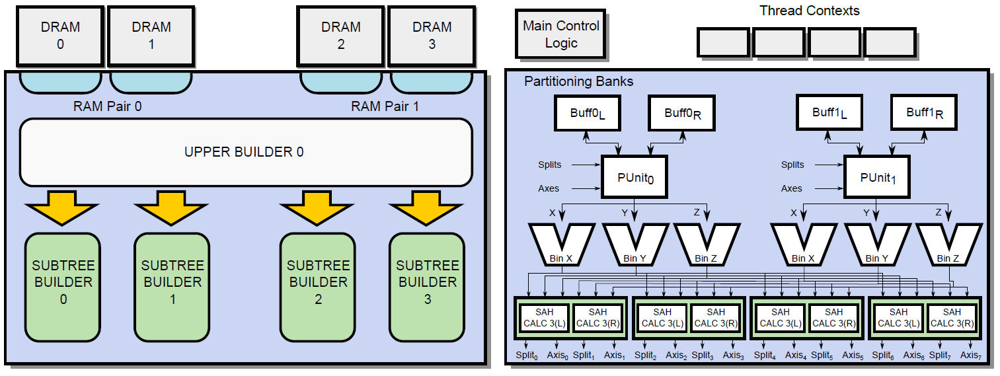 DRAM
0
DRAM
1
DRAM
2
DRAM
3
RAM Pair 0
RAM Pair 1
UPPER BUILDER 0
SUBTREE
BUILDER
0
SUBTREE
BUILDER
1
SUBTREE
BUILDER
2
SUBTREE
BUILDER
3
Main Control
Logic
Thread Contexts
Partitioning Banks
Buff0L
Buff0R
Buff1L
Buff1R
Splits
Axes
PUnit0
Splits
Axes
PUnit1
X
Y
Z
X
Y
Z
Bin X
Bin Y
Bin Z
Bin X
Bin Y
Bin Z
SAH
CALC 3(L)
SAH
CALC 3(R)
SAH
CALC 3(L)
SAH
CALC 3(R)
SAH
CALC 3(L)
SAH
CALC 3(R)
SAH
CALC 3(L)
SAH
CALC 3(R)
Split0 Axis0 Split1 Axis1 Split2 Axis2 Split3 Axis3 Split4 Axis4 Split5 Axis5 Split6 Axis6 Split7 Axis7